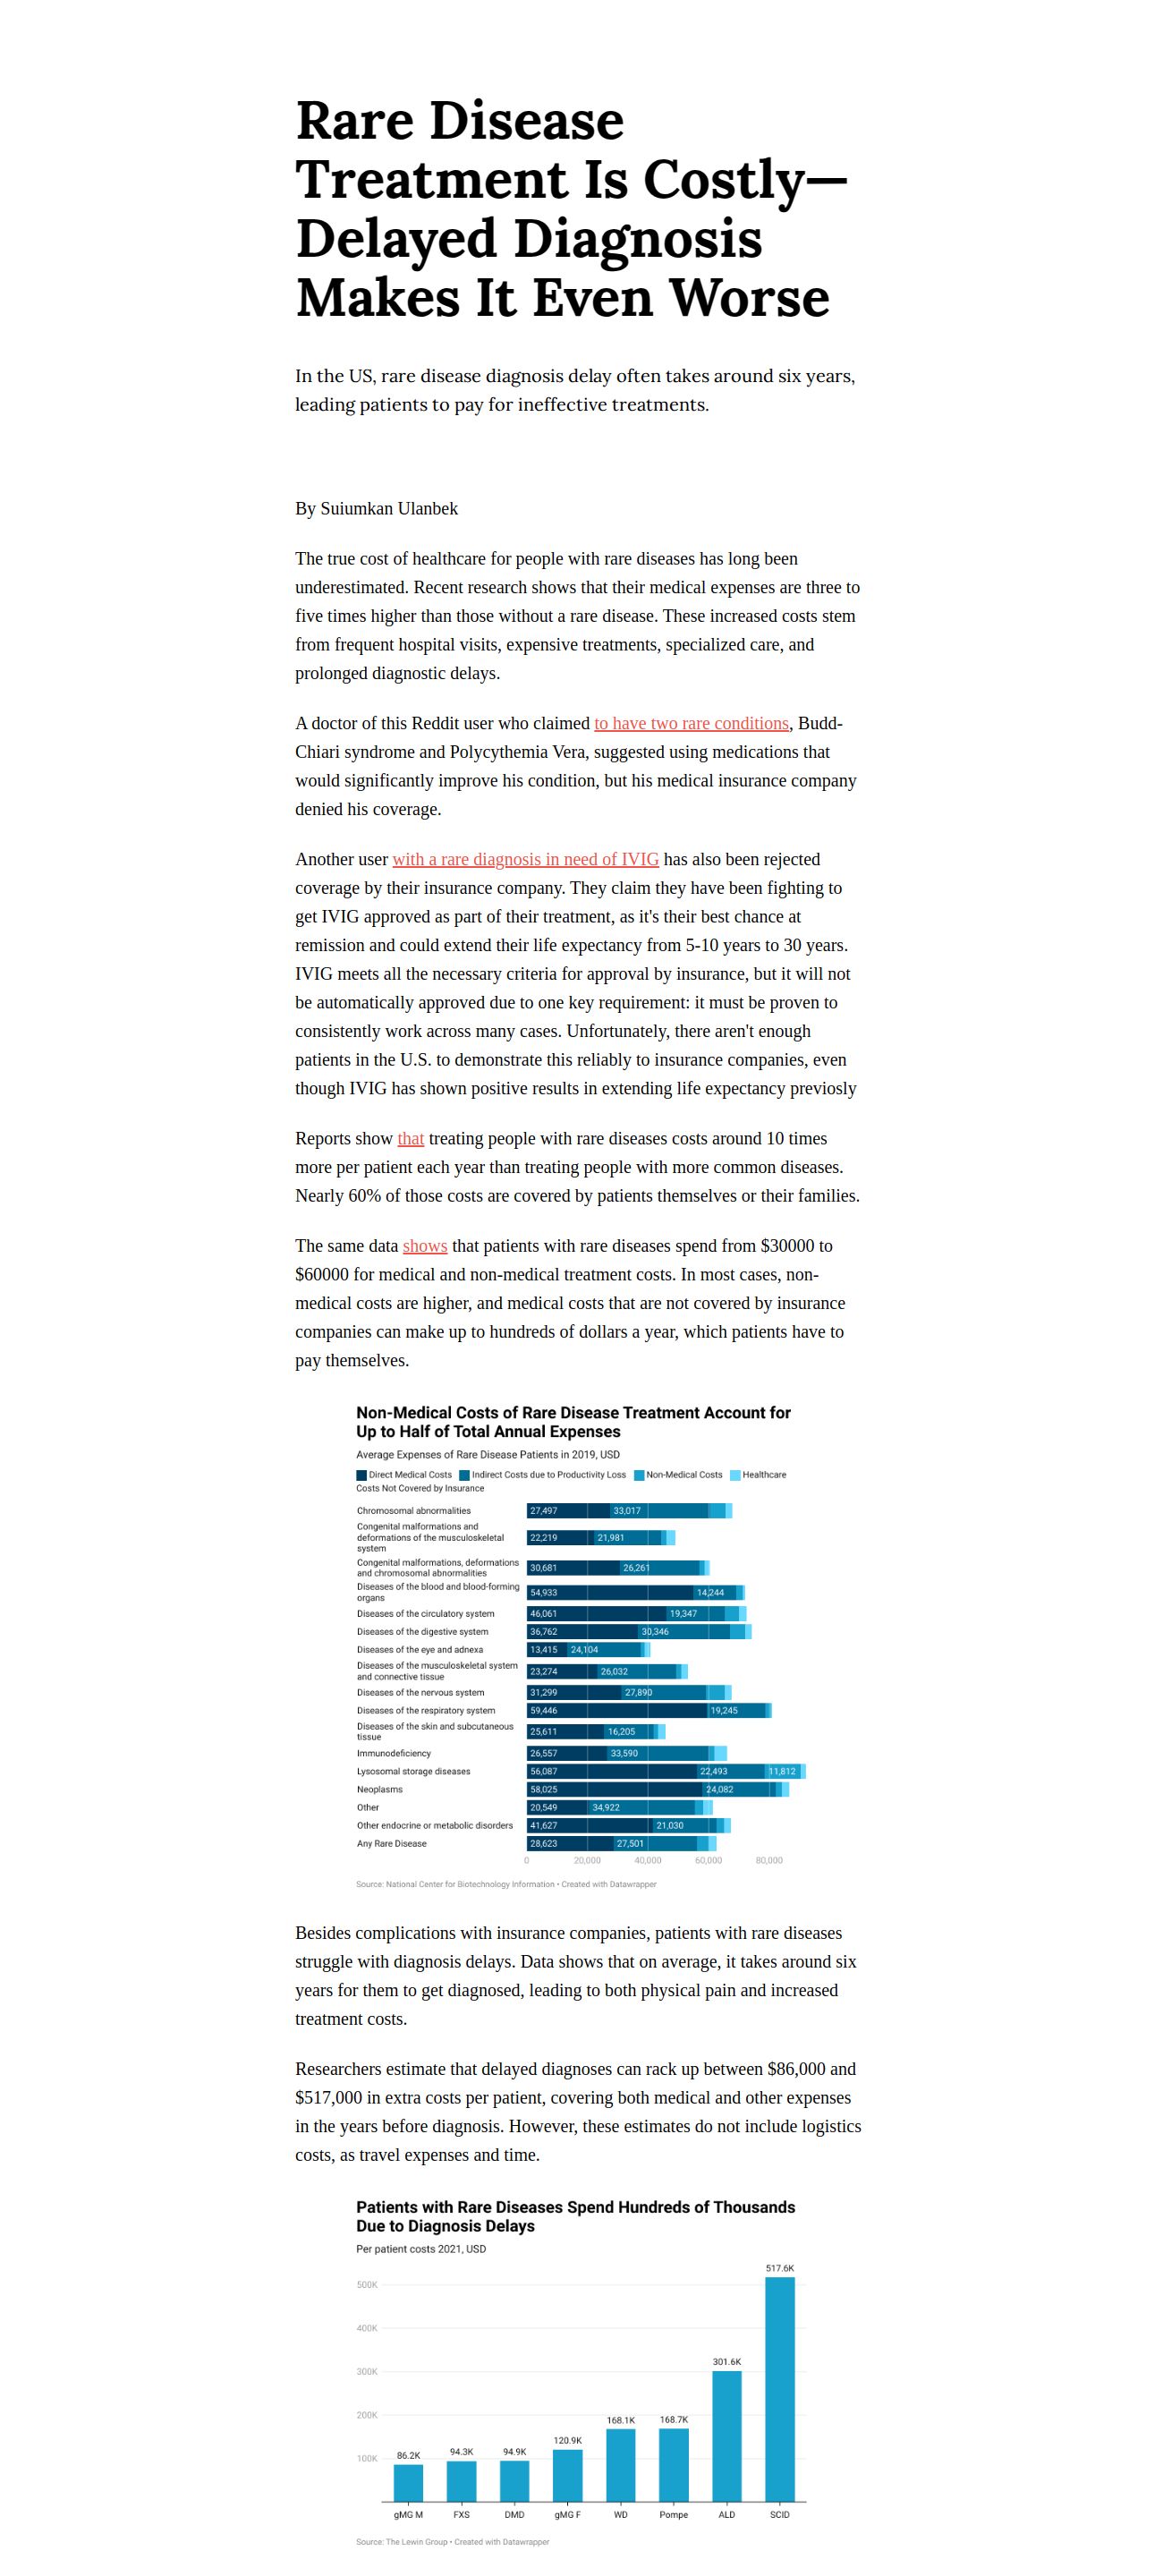 Rare Disease
Treatment Is Costly—
Delayed Diagnosis
Makes It Even Worse
In the US, rare disease diagnosis delay often takes around six years,
leading patients to pay for ineffective treatments.
By Suiumkan Ulanbek
The true cost of healthcare for people with rare diseases has long been
underestimated. Recent research shows that their medical expenses are three to
five times higher than those without a rare disease. These increased costs stem
from frequent hospital visits, expensive treatments, specialized care, and
prolonged diagnostic delays.
A doctor of this Reddit user who claimed to have two rare conditions, Budd-
Chiari syndrome and Polycythemia Vera, suggested using medications that
would significantly improve his condition, but his medical insurance company
denied his coverage.
Another user with a rare diagnosis in need of IVIG has also been rejected
coverage by their insurance company. They claim they have been fighting to
get IVIG approved as part of their treatment, as it's their best chance at
remission and could extend their life expectancy from 5-10 years to 30 years.
IVIG meets all the necessary criteria for approval by insurance, but it will not
be automatically approved due to one key requirement: it must be proven to
consistently work across many cases. Unfortunately, there aren't enough
patients in the U.S. to demonstrate this reliably to insurance companies, even
though IVIG has shown positive results in extending life expectancy previosly
Reports show that treating people with rare diseases costs around 10 times
more per patient each year than treating people with more common diseases.
Nearly 60% of those costs are covered by patients themselves or their families.
The same data shows that patients with rare diseases spend from $30000 to
$60000 for medical and non-medical treatment costs. In most cases, non-
medical costs are higher, and medical costs that are not covered by insurance
companies can make up to hundreds of dollars a year, which patients have to
pay themselves.
Non-Medical Costs of Rare Disease Treatment Account for
Up to Half of Total Annual Expenses
Average Expenses of Rare Disease Patients in 2019, USD
Direct Medical Costs Indirect Costs due to Productivity Loss Non-Medical Costs Healthcare
Costs Not Covered by Insurance
Chromosomal abnormalities 27,497 33,017
Congenital malformations and
deformations of the musculoskeletal
system 22,219 21,981
Congenital malformations, deformations
and chromosomal abnormalities 30,681 26,261
Diseases of the blood and blood-forming
organs 54,933 14,244
Diseases of the circulatory system 46,061 19,347
Diseases of the digestive system 36,762 30,346
Diseases of the eye and adnexa 13,415 24,104
Diseases of the musculoskeletal system
and connective tissue 23,274 26,032
Diseases of the nervous system 31,299 27,890
Diseases of the respiratory system 59,446 19,245
Diseases of the skin and subcutaneous
tissue 25,611 16,205
Immunodeficiency 26,557 33,590
Lysosomal storage diseases 56,087 22,493 11,812
Neoplasms 58,025 24,082
Other 20,549 34,922
Other endocrine or metabolic disorders 41,627 21,030
Any Rare Disease 28,623 27,501
0 20,000 40,000 60,000 80,000
Source: National Center for Biotechnology Information • Created with Datawrapper
Besides complications with insurance companies, patients with rare diseases
struggle with diagnosis delays. Data shows that on average, it takes around six
years for them to get diagnosed, leading to both physical pain and increased
treatment costs.
Researchers estimate that delayed diagnoses can rack up between $86,000 and
$517,000 in extra costs per patient, covering both medical and other expenses
in the years before diagnosis. However, these estimates do not include logistics
costs, as travel expenses and time.
Patients with Rare Diseases Spend Hundreds of Thousands
Due to Diagnosis Delays
Per patient costs 2021, USD
517.6K
500K
400K
300K
301.6K
200K
168.1K 168.7K
120.9K
100K
86.2K 94.3K 94.9K
gMG M FXS DMD gMG F WD Pompe ALD SCID
Source: The Lewin Group • Created with Datawrapper